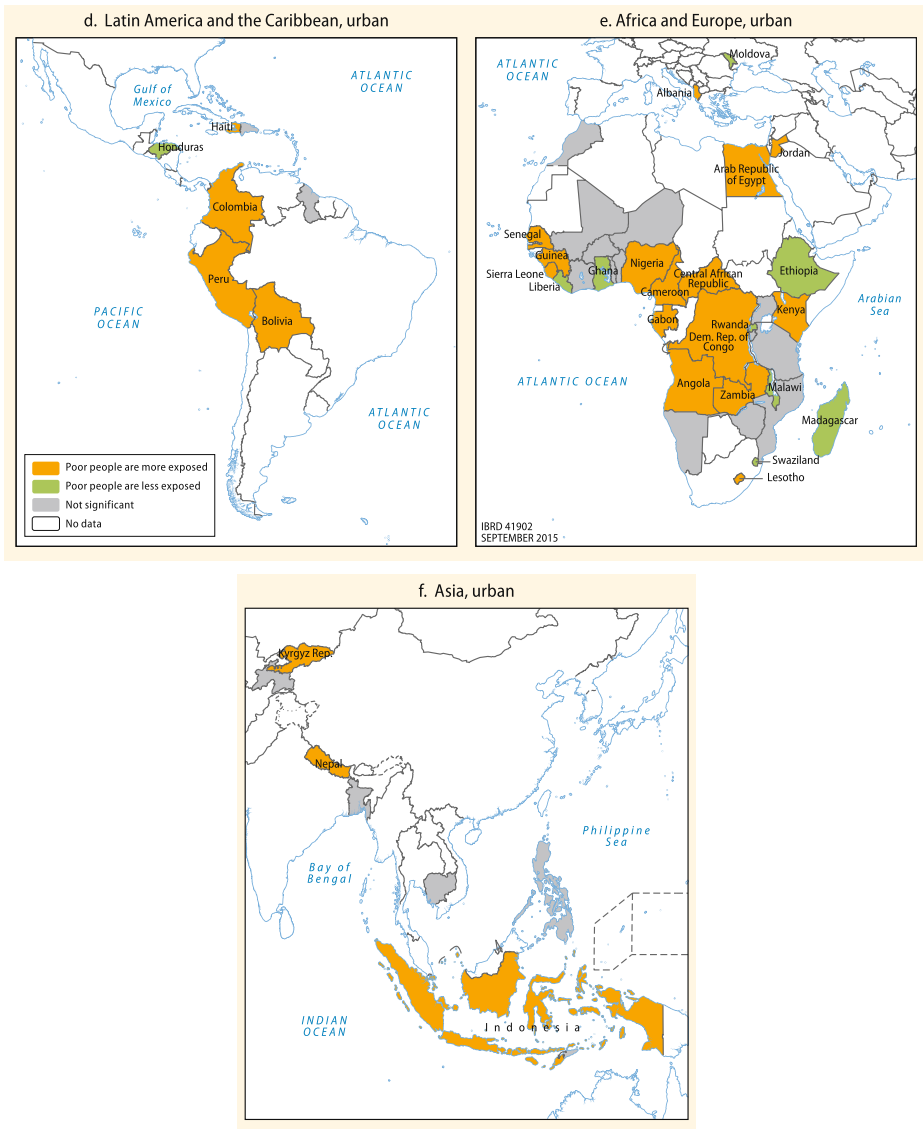 d. Latin America and the Caribbean, urban
ATLANTIC
OCEAN
Gulf of
Mexico
Haiti
Honduras
Colombia
Peru
Bolivia
PACIFIC
OCEAN
ATLANTIC
OCEAN
Poor people are more exposed
Poor people are less exposed
Not significant
No data
e. Africa and Europe, urban
ATLANTIC
OCEAN
Moldova
Albania
Jordan
Arab Republic
of Egypt
Senegal
Guinea
Sierra Leone
Liberia
Ghana
Nigeria
Central African
Republic
Cameroon
Ethiopia
Gabon
Kenya
Arabian
Sea
Rwanda
Dem. Rep. of
Congo
ATLANTIC OCEAN
Angola
Zambia
Malawi
Madagascar
Swaziland
Lesotho
IBRD 41902
SEPTEMBER 2015
f. Asia, urban
Kyrgyz Rep.
Nepal
Philippine
Sea
Bay of
Bengal
INDIAN
OCEAN
Indonesia